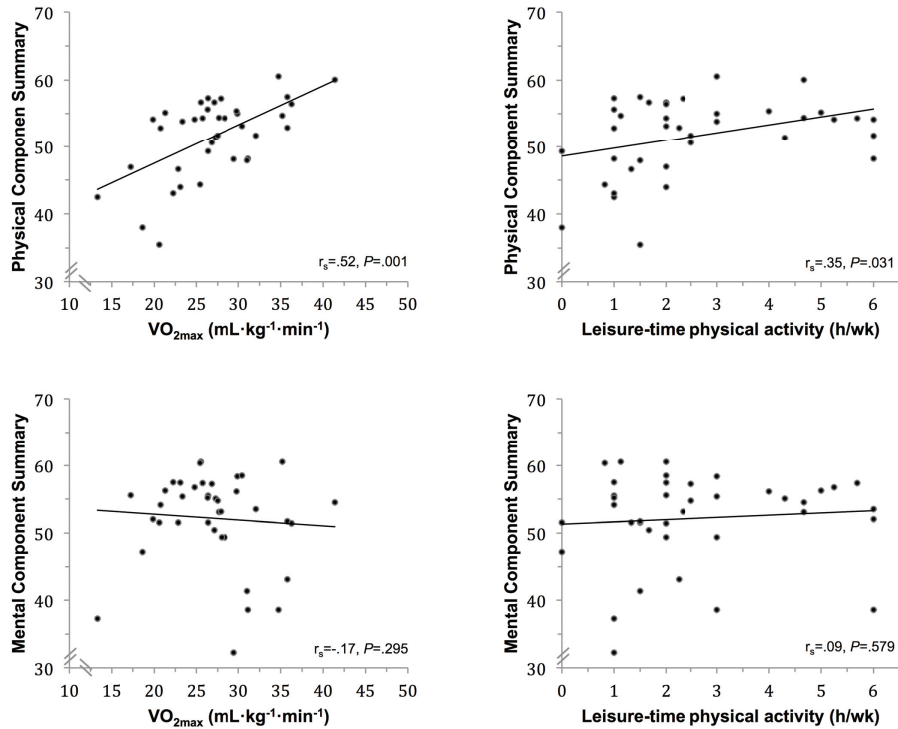 Physical Componen Summary
70
60
50
40
30
r_s=.52, P=.001
10 15 20 25 30 35 40 45 50
VO₂max (mL·kg⁻¹·min⁻¹)
Physical Component Summary
70
60
50
40
30
r_s=.35, P=.031
0 1 2 3 4 5 6
Leisure-time physical activity (h/wk)
Mental Component Summary
70
60
50
40
30
r_s=-.17, P=.295
10 15 20 25 30 35 40 45 50
VO₂max (mL·kg⁻¹·min⁻¹)
Mental Component Summary
70
60
50
40
30
r_s=.09, P=.579
0 1 2 3 4 5 6
Leisure-time physical activity (h/wk)